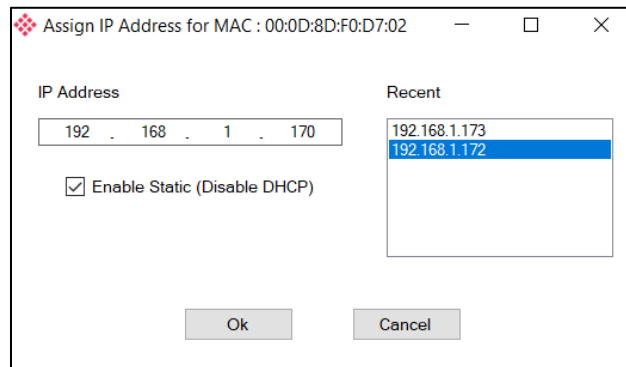 Assign IP Address for MAC : 00:0D:8D:F0:D7:02
IP Address
192 . 168 . 1 . 170
Enable Static (Disable DHCP)
Recent
192.168.1.173
192.168.1.172
Ok
Cancel